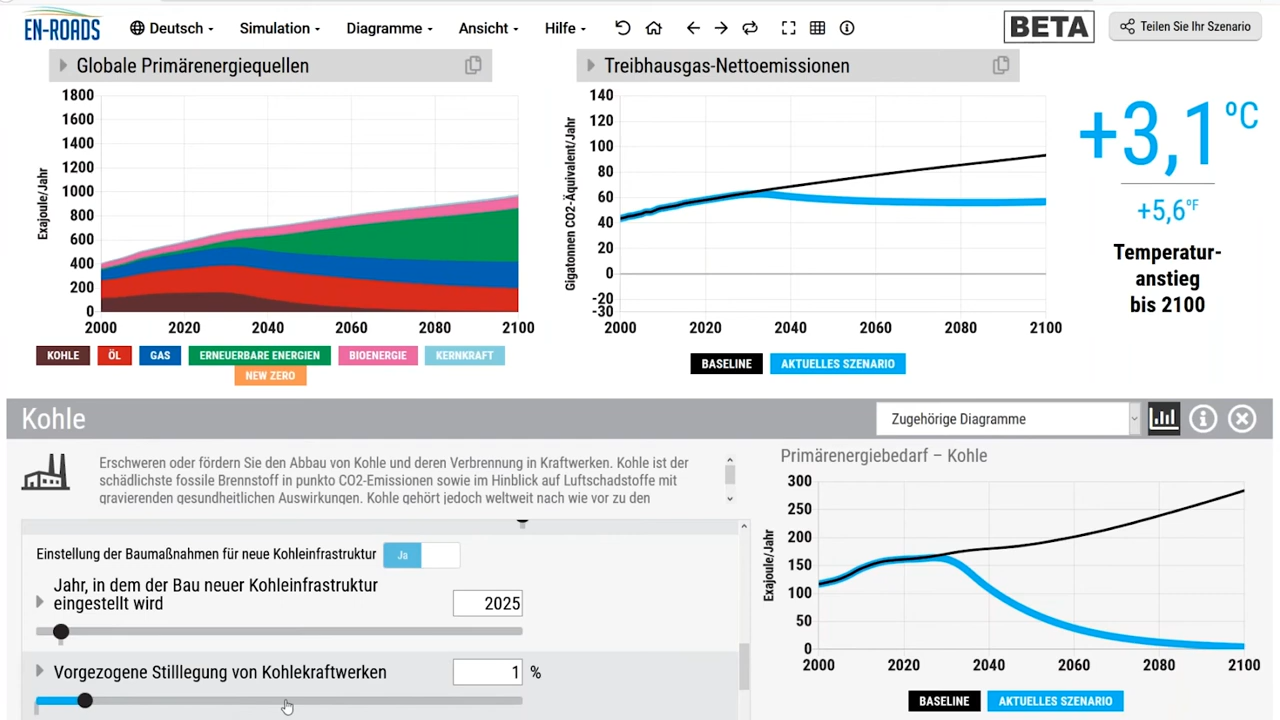 EN-ROADS
Deutsch
Simulation
Diagramme
Ansicht
Hilfe
BETA
Teilen Sie Ihr Szenario
Globale Primärenergiequellen
Exajoule/Jahr
1800
1600
1400
1200
1000
800
600
400
200
0
2000 2020 2040 2060 2080 2100
KOHLE ÖL GAS ERNEUERBARE ENERGIEN BIOENERGIE KERNKRAFT
NEW ZERO
Treibhausgas-Nettoemissionen
Gigatonnen CO2-Äquivalent/Jahr
140
120
100
80
60
40
20
0
-20
-30
2000 2020 2040 2060 2080 2100
BASELINE AKTUELLES SZENARIO
+3,1 °C
+5,6 °F
Temperatur-
anstieg
bis 2100
Kohle
Zugehörige Diagramme
Erschweren oder fördern Sie den Abbau von Kohle und deren Verbrennung in Kraftwerken. Kohle ist der
schädlichste fossile Brennstoff in punkto CO2-Emissionen sowie im Hinblick auf Luftschadstoffe mit
gravierenden gesundheitlichen Auswirkungen. Kohle gehört jedoch weltweit nach wie vor zu den
Einstellung der Baumaßnahmen für neue Kohleinfrastruktur Ja
Jahr, in dem der Bau neuer Kohleinfrastruktur
eingestellt wird 2025
Vorgezogene Stilllegung von Kohlekraftwerken 1 %
Primärenergiebedarf – Kohle
Exajoule/Jahr
300
250
200
150
100
50
0
2000 2020 2040 2060 2080 2100
BASELINE AKTUELLES SZENARIO